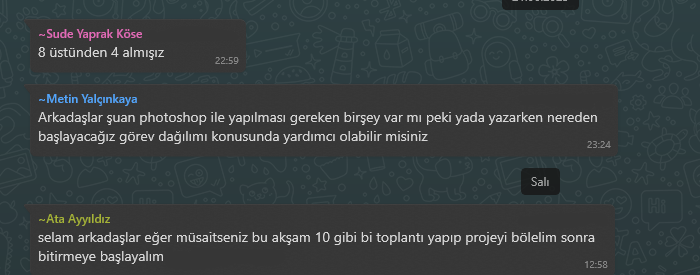 ~Sude Yaprak Köse
8 üstünden 4 almışız
22:59
~Metin Yalçınkaya
Arkadaşlar şuan photoshop ile yapılması gereken birşey var mı peki yada yazarken nereden
başlayacağız görev dağılımı konusunda yardımcı olabilir misiniz
23:24
Salı
~Ata Ayyıldız
selam arkadaşlar eğer müsaitseniz bu akşam 10 gibi bi toplantı yapıp projeyi bölelim sonra
bitirmeye başlayalım
12:58